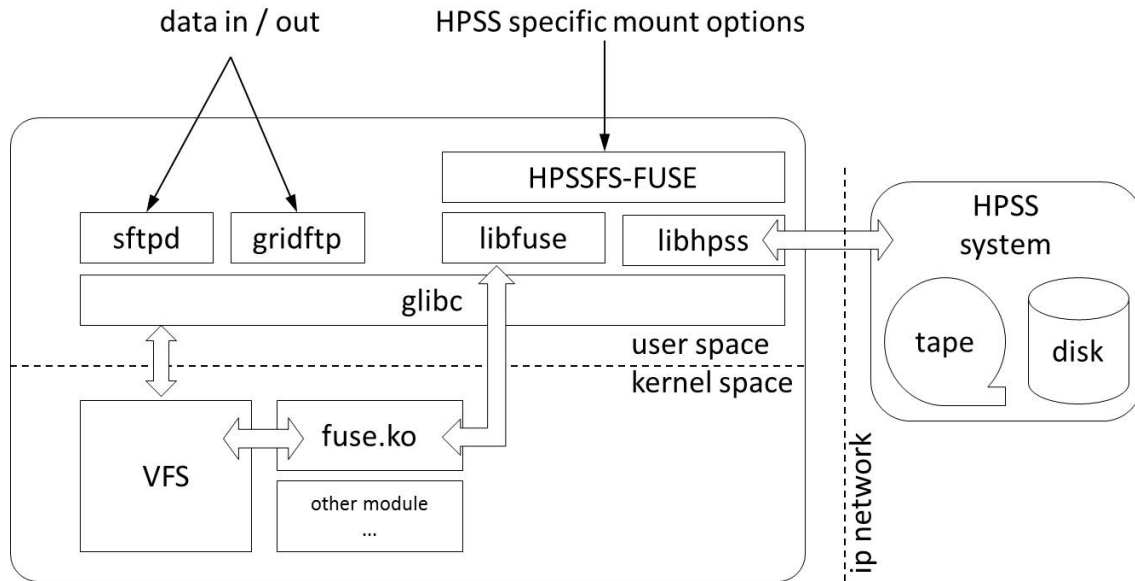 data in / out
HPSS specific mount options
HPSSFS-FUSE
sftpd
gridftp
libfuse
libhpss
glibc
user space
kernel space
VFS
fuse.ko
other module
...
ip network
HPSS
system
tape
disk